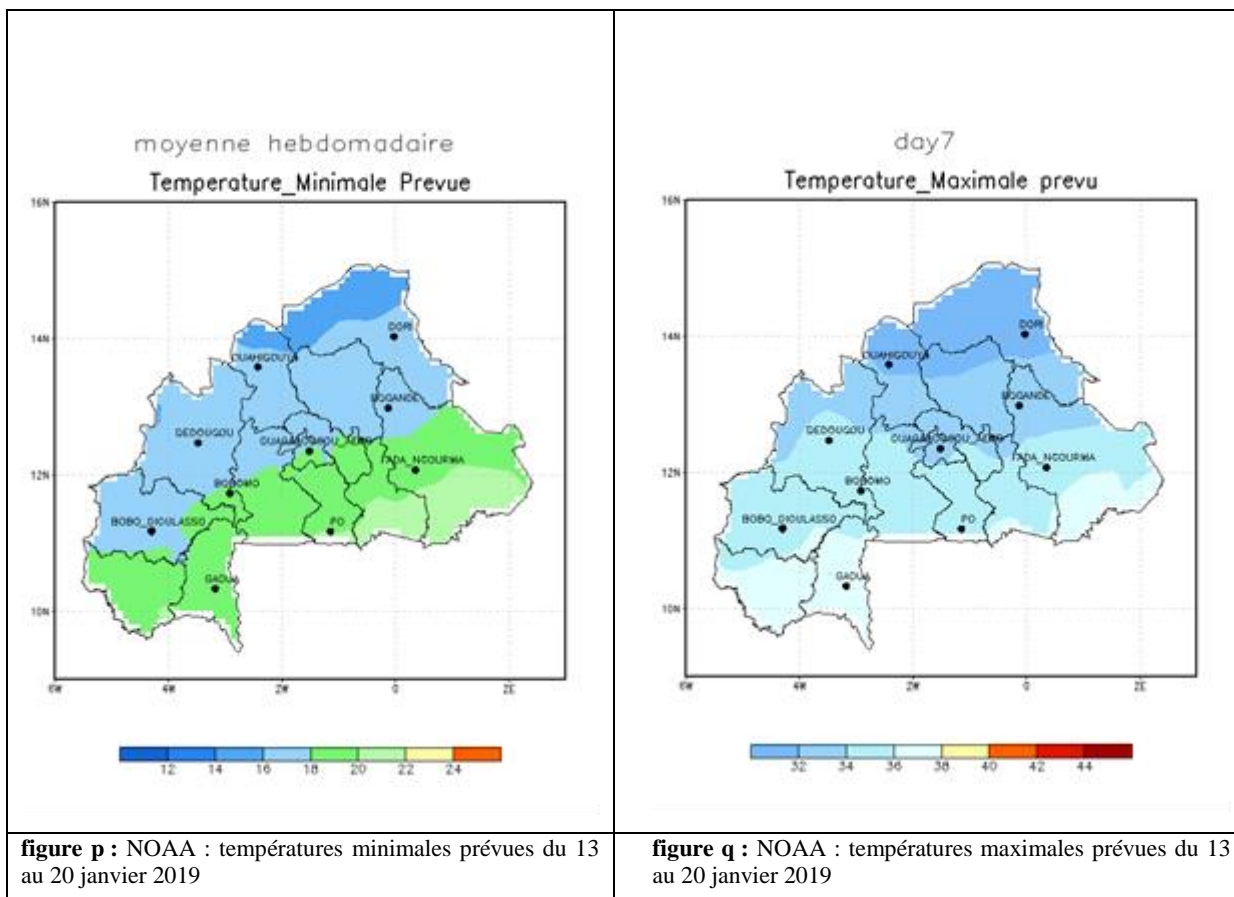 moyenne hebdomadaire
Temperature_Minimale Prevue
16N
14N
12N
10N
6W
4W
2W
0
2E
DORI
OUAHIGOUYA
BOGANDE
DEDOUGOU
FADA_NGOURMA
BOROMO
BOBO_DIOULASSO
PO
GAOUA
12
14
16
18
20
22
24
day7
Temperature_Maximale prevu
16N
14N
12N
10N
6W
4W
2W
0
2E
DORI
OUAHIGOUYA
BOGANDE
DEDOUGOU
FADA_NGOURMA
BOROMO
BOBO_DIOULASSO
PO
GAOUA
32
34
36
38
40
42
44
figure p : NOAA : températures minimales prévues du 13
au 20 janvier 2019
figure q : NOAA : températures maximales prévues du 13
au 20 janvier 2019